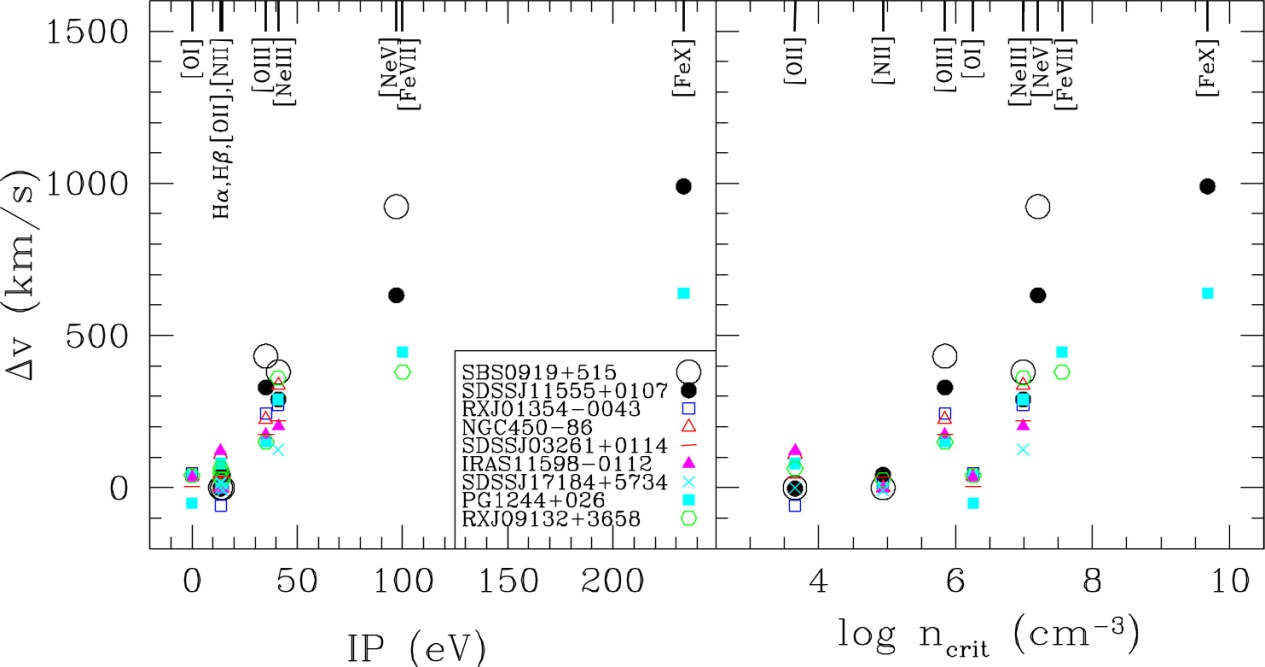 [OI]
Hα,Hβ,[OII],[NII]
[OIII]
[NeIII]
[NeV]
[FeVII]
[FeX]
[OII]
[NII]
[OIII]
[OI]
[NeIII]
[NeV]
[FeVII]
[FeX]
1500
1000
500
0
Δv (km/s)
SBS0919+515
SDSSJ11555+0107
RXJ01354-0043
NGC450-86
SDSSJ03261+0114
IRAS11598-0112
SDSSJ17184+5734
PG1244+026
RXJ09132+3658
0 50 100 150 200
4 6 8 10
IP (eV)
log n_crit (cm⁻³)